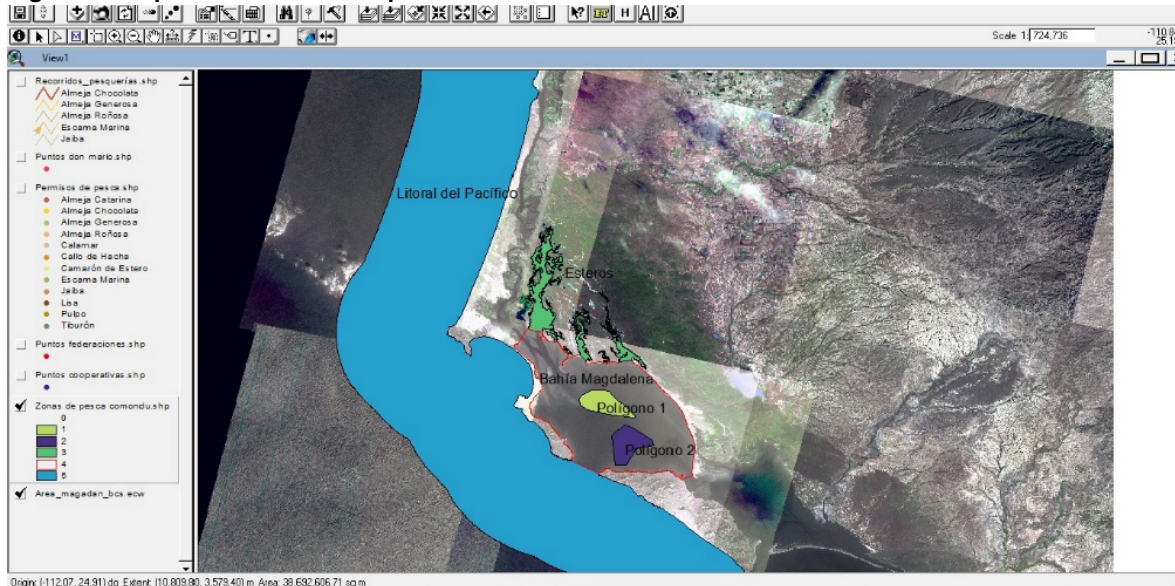 Scale 1: 724,736
View1
Recorridos_pesquerías.shp
Almeja Chocolata
Almeja Generosa
Almeja Roñosa
Escama Marina
Jaiba
Puntos don mario.shp
Permisos de pesca.shp
Almeja Catarina
Almeja Chocolata
Almeja Generosa
Almeja Roñosa
Calamar
Callo de Hacha
Camarón de Estero
Escama Marina
Jaiba
Lisa
Pulpo
Tiburón
Puntos federaciones.shp
Puntos cooperativas.shp
Zonas de pesca comondu.shp
0
1
2
3
4
5
Area_magadan_bcs.ecw
Litoral del Pacífico
Esteros
Bahía Magdalena
Polígono 1
Polígono 2
Origin: (-112.07, 24.91) dg Extent: (10,809.80, 3,579.40) m Area: 38,692,606.71 sq m